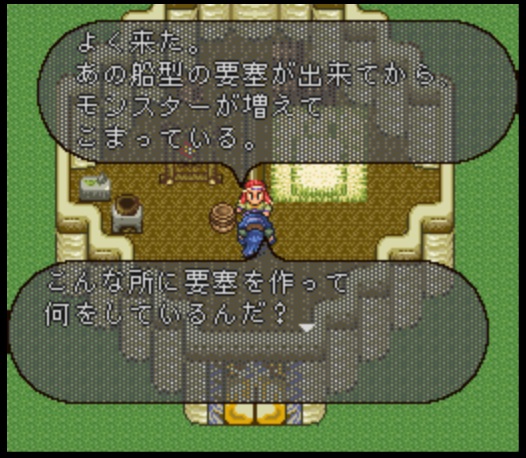 よく来た。
あの船型の要塞が出来てから、
モンスターが増えて
こまっている。
こんな所に要塞を作って
何をしているんだ？